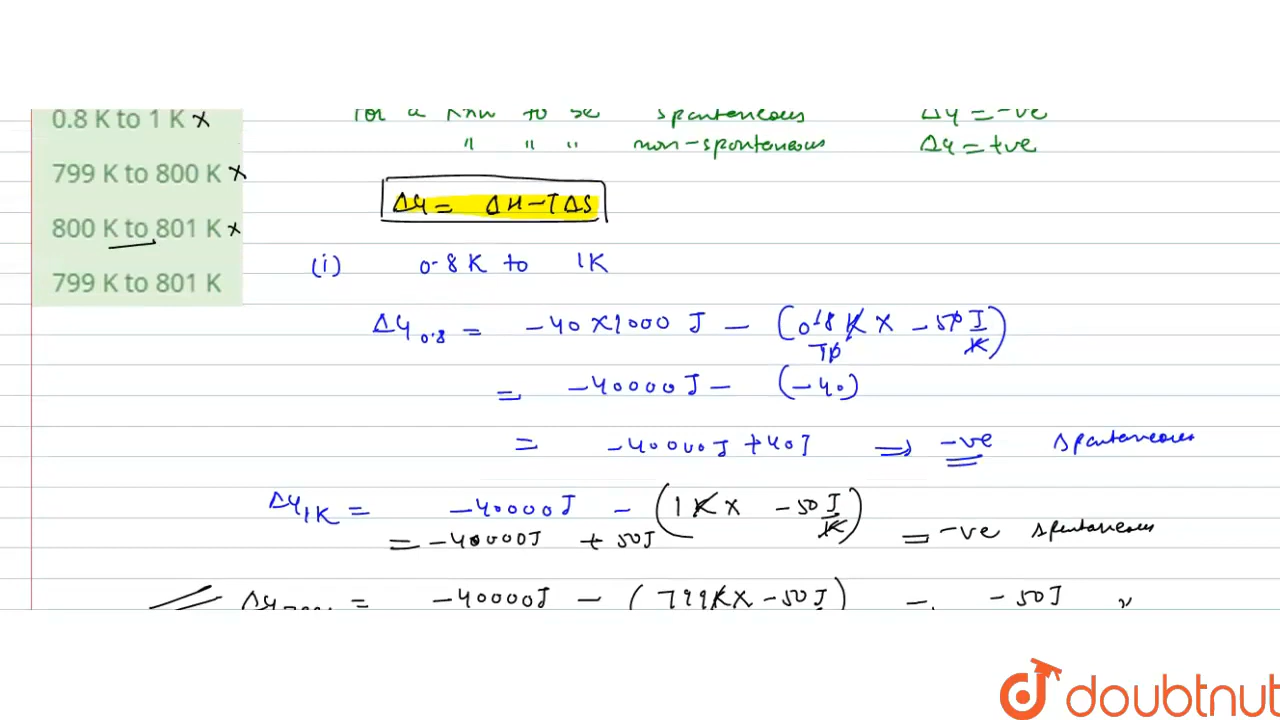 0.8 K to 1 K x
for a rxn to be spontaneous ΔG = -ve
" " " non-spontaneous ΔG = +ve
799 K to 800 K x
ΔG = ΔH - TΔS
800 K to 801 K x
(i) 0.8 K to 1K
799 K to 801 K
ΔG0.8 = -40 x 1000 J - (0.8 K x -50 J/K)
= -40000 J - (-40)
= -40000 J + 40 J ⇒ -ve spontaneous
ΔG1K = -40000 J - (1 K x -50 J/K)
= -40000 J + 50 J = -ve spontaneous
= -40000 J - (799 K x -50 J) - 50 J "
doubtnut